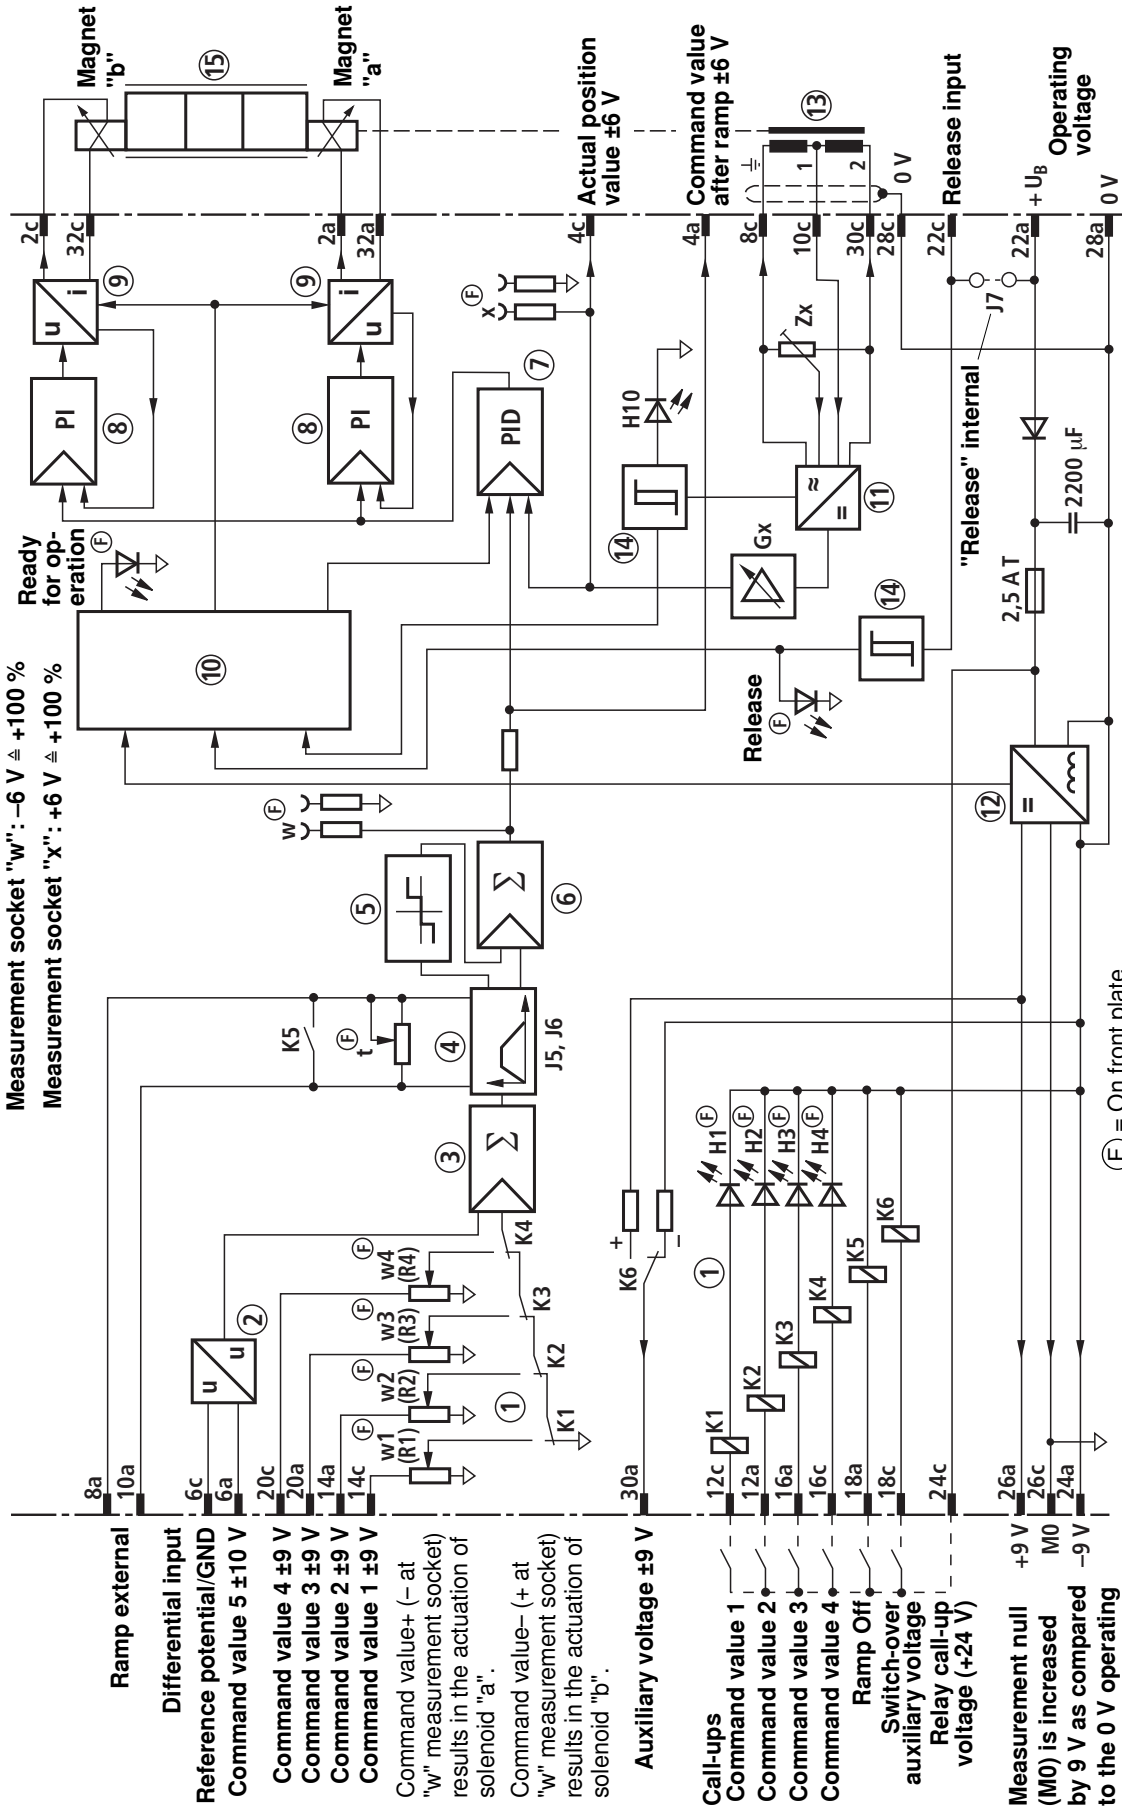 Measurement socket "w": –6 V ≙ +100 %
Measurement socket "x": +6 V ≙ +100 %
Ramp external
8a
10a
Differential input
Reference potential/GND
6c
Command value 5 ±10 V
6a
Command value 4 ±9 V
20c
Command value 3 ±9 V
20a
Command value 2 ±9 V
14a
Command value 1 ±9 V
14c
Command value+ (– at
"w" measurement socket)
results in the actuation of
solenoid "a".
Command value– (+ at
"w" measurement socket)
results in the actuation of
solenoid "b".
Auxiliary voltage ±9 V
30a
Call-ups
Command value 1
12c
Command value 2
12a
Command value 3
16a
Command value 4
16c
Ramp Off
18a
Switch-over
auxiliary voltage
18c
Relay call-up
voltage (+24 V)
24c
+9 V
26a
M0
26c
–9 V
24a
Measurement null
(M0) is increased
by 9 V as compared
to the 0 V operating
u
u
2
F
w1
(R1)
F
w2
(R2)
F
w3
(R3)
F
w4
(R4)
1
K1
K2
K3
K4
3
Σ
K5
F
t
4
J5, J6
5
6
Σ
F
w
K6
+
–
1
K1
K2
K3
K4
K5
K6
H1
F
H2
F
H3
F
H4
F
F = On front plate
10
Ready
for op-
eration
F
PI
8
u
i
9
PI
8
u
i
9
PID
7
F
x
14
H10
Gx
11
≈
=
Zx
Release
F
14
12
=
2,5 A T
2200 µF
"Release" internal
J7
2c
32c
2a
32a
4c
4a
8c
10c
30c
28c
22c
22a
28a
Magnet
"b"
15
Magnet
"a"
Actual position
value ±6 V
Command value
after ramp ±6 V
1
2
13
0 V
Release input
+ UB
Operating
voltage
0 V